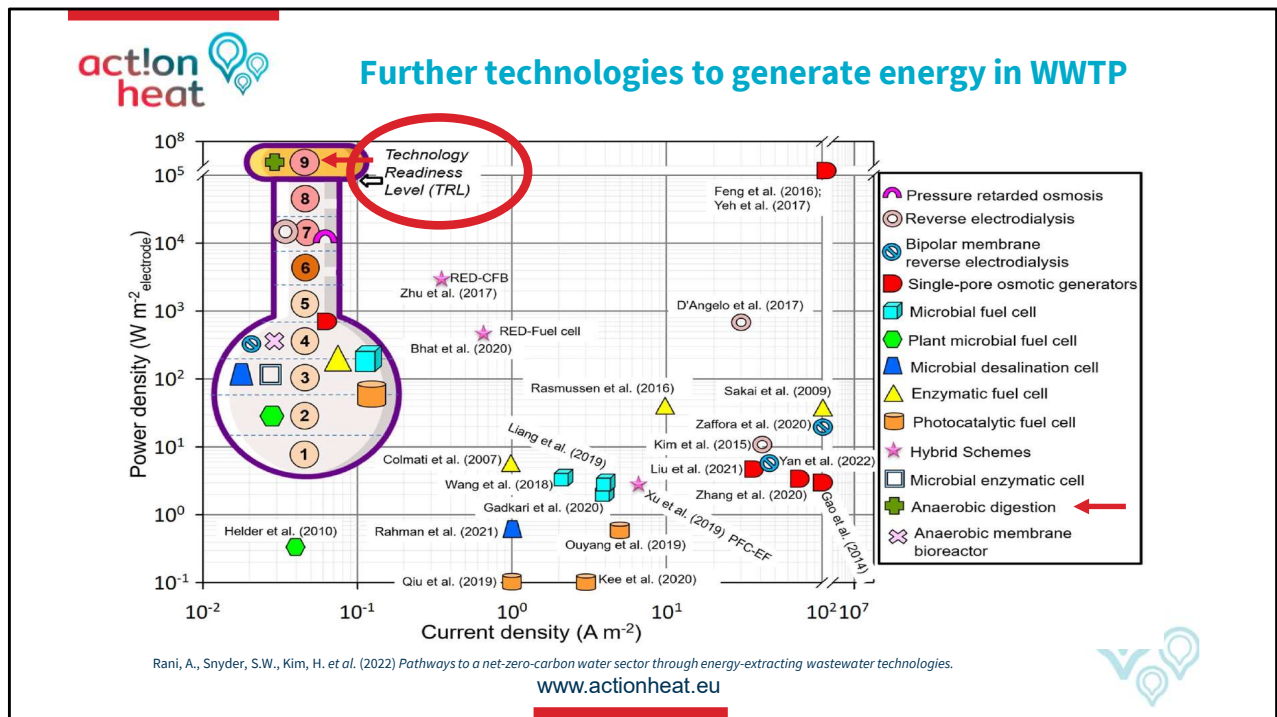 act!on
heat
Further technologies to generate energy in WWTP
Power density (W m⁻²electrode)
10⁸
10⁵
10⁴
10³
10²
10¹
10⁰
10⁻¹
9
8
7
6
5
4
3
2
1
Technology
Readiness
Level (TRL)
Feng et al. (2016);
Yeh et al. (2017)
RED-CFB
Zhu et al. (2017)
D'Angelo et al. (2017)
RED-Fuel cell
Bhat et al. (2020)
Rasmussen et al. (2016)
Sakai et al. (2009)
Zaffora et al. (2020)
Liang et al. (2019)
Kim et al. (2015)
Colmati et al. (2007)
Liu et al. (2021)
Yan et al. (2022)
Wang et al. (2018)
Zhang et al. (2020)
Gadkari et al. (2020)
Xu et al. (2019) PFC-EF
Gao et al. (2014)
Helder et al. (2010)
Rahman et al. (2021)
Ouyang et al. (2019)
Qiu et al. (2019)
Kee et al. (2020)
10⁻²
10⁻¹
10⁰
10¹
10²
10⁷
Current density (A m⁻²)
Pressure retarded osmosis
Reverse electrodialysis
Bipolar membrane
reverse electrodialysis
Single-pore osmotic generators
Microbial fuel cell
Plant microbial fuel cell
Microbial desalination cell
Enzymatic fuel cell
Photocatalytic fuel cell
Hybrid Schemes
Microbial enzymatic cell
Anaerobic digestion
Anaerobic membrane
bioreactor
Rani, A., Snyder, S.W., Kim, H. et al. (2022) Pathways to a net-zero-carbon water sector through energy-extracting wastewater technologies.
www.actionheat.eu